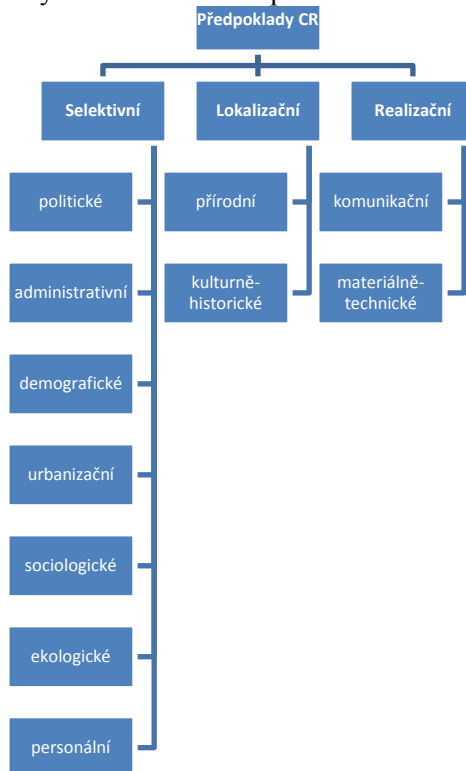 Předpoklady CR
Selektivní
Lokalizační
Realizační
politické
přírodní
komunikační
administrativní
kulturně-
historické
materiálně-
technické
demografické
urbanizační
sociologické
ekologické
personální